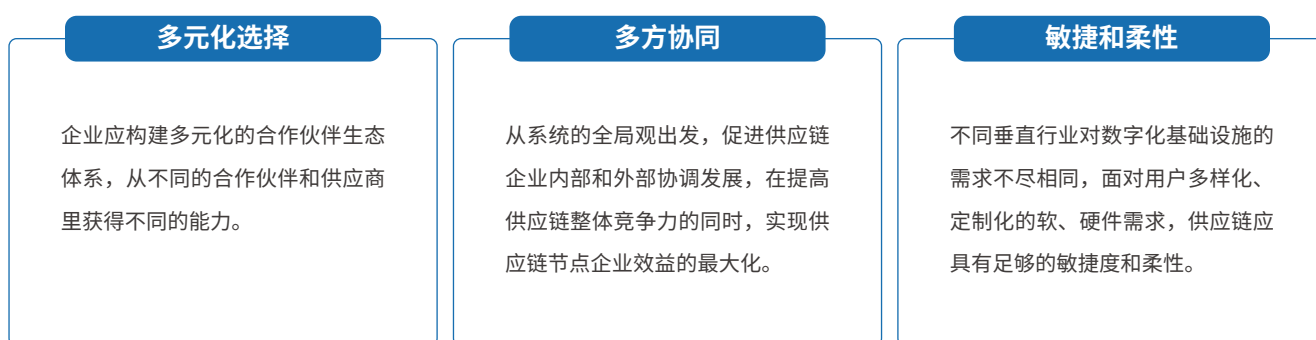 多元化选择
企业应构建多元化的合作伙伴生态
体系，从不同的合作伙伴和供应商
里获得不同的能力。
多方协同
从系统的全局观出发，促进供应链
企业内部和外部协调发展，在提高
供应链整体竞争力的同时，实现供
应链节点企业效益的最大化。
敏捷和柔性
不同垂直行业对数字化基础设施的
需求不尽相同，面对用户多样化、
定制化的软、硬件需求，供应链应
具有足够的敏捷度和柔性。